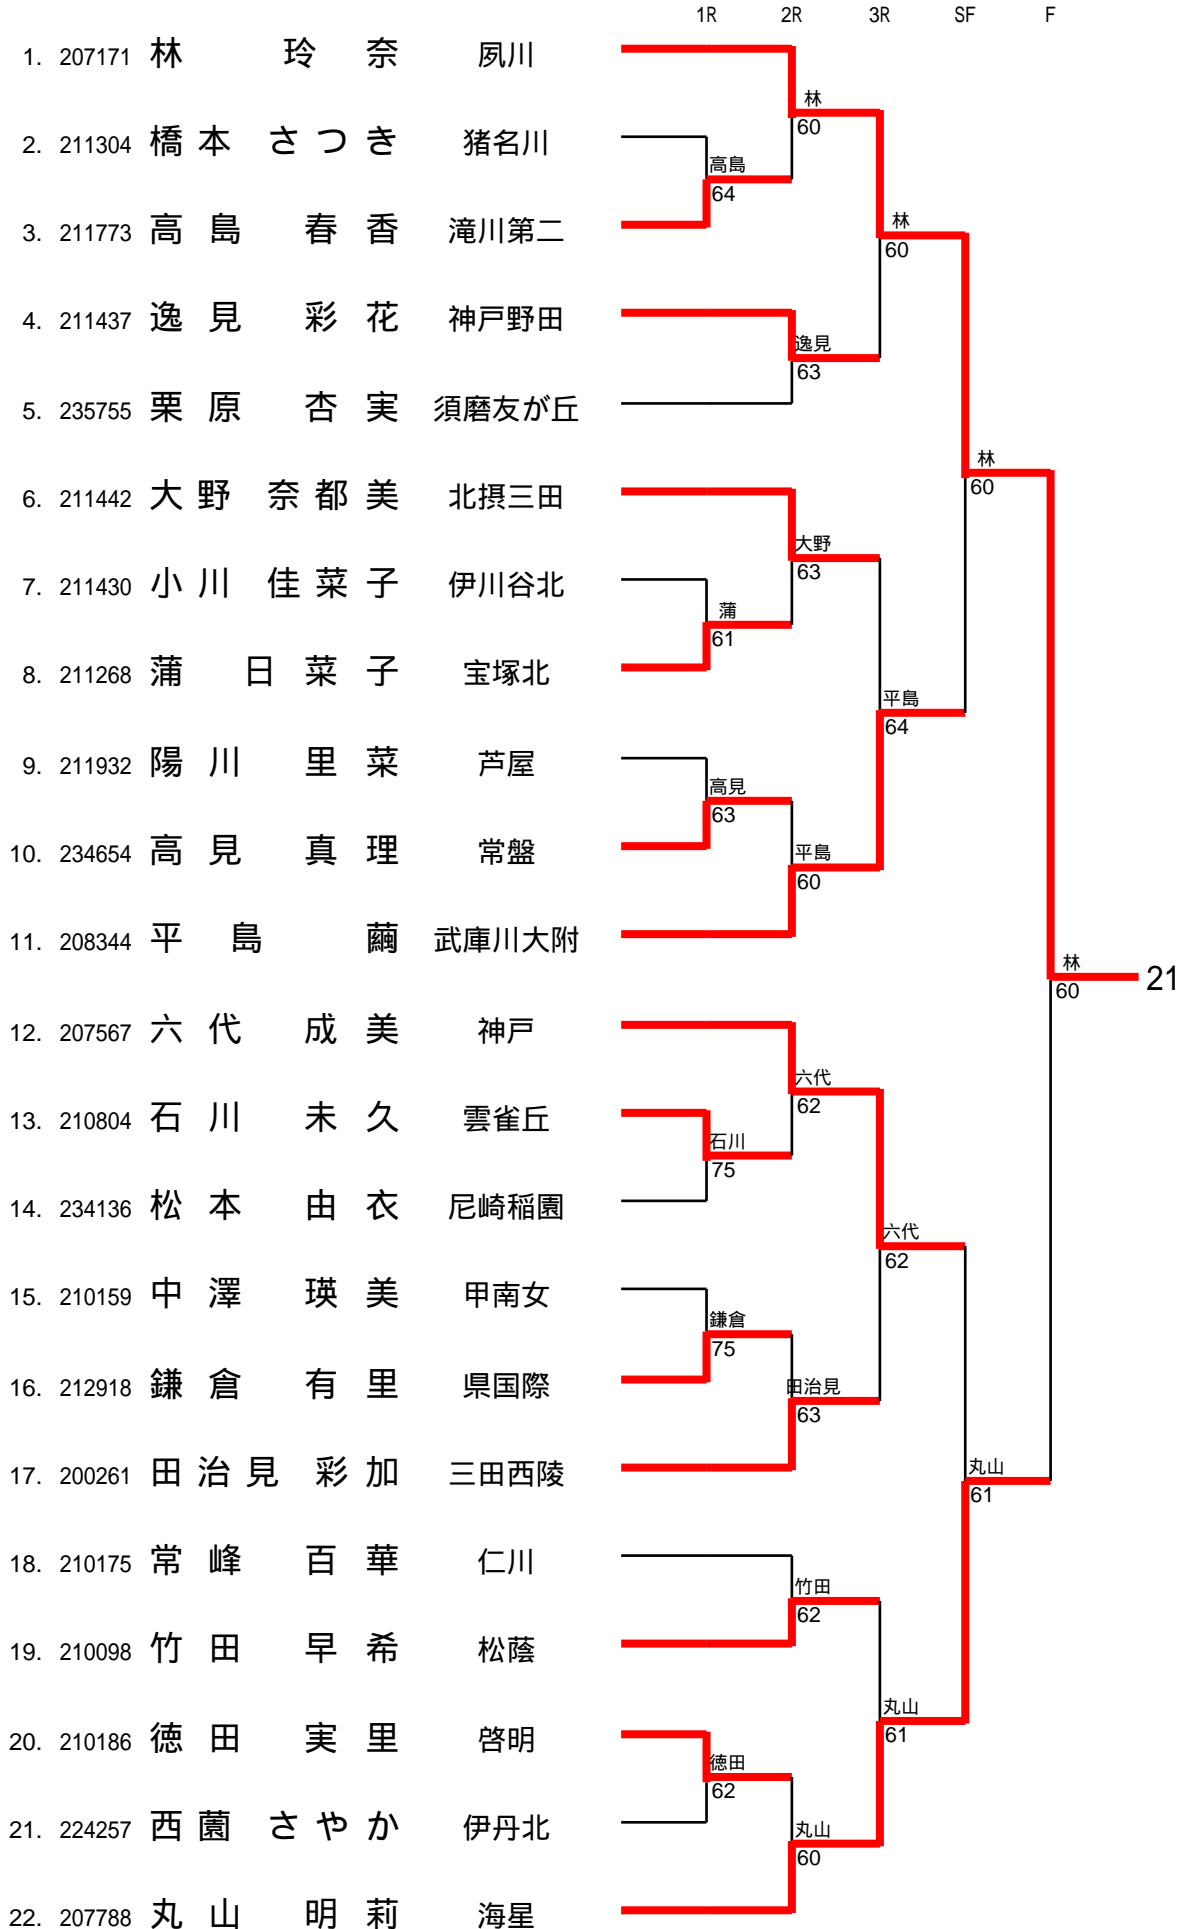 1R 2R 3R SF F
1. 207171 林 玲 奈 夙川
林
60
2. 211304 橋 本 さ つ き 猪名川
高島
64
3. 211773 高 島 春 香 滝川第二
林
60
4. 211437 逸 見 彩 花 神戸野田
逸見
63
5. 235755 栗 原 杏 実 須磨友が丘
林
60
6. 211442 大 野 奈 都 美 北摂三田
大野
63
7. 211430 小 川 佳 菜 子 伊川谷北
蒲
61
8. 211268 蒲 日 菜 子 宝塚北
平島
64
9. 211932 陽 川 里 菜 芦屋
高見
63
10. 234654 高 見 真 理 常盤
平島
60
11. 208344 平 島 繭 武庫川大附
林
60
21
12. 207567 六 代 成 美 神戸
六代
62
13. 210804 石 川 未 久 雲雀丘
石川
75
14. 234136 松 本 由 衣 尼崎稲園
六代
62
15. 210159 中 澤 瑛 美 甲南女
鎌倉
75
16. 212918 鎌 倉 有 里 県国際
田治見
63
17. 200261 田 治 見 彩 加 三田西陵
丸山
61
18. 210175 常 峰 百 華 仁川
竹田
62
19. 210098 竹 田 早 希 松蔭
丸山
61
20. 210186 徳 田 実 里 啓明
徳田
62
21. 224257 西 薗 さ や か 伊丹北
丸山
60
22. 207788 丸 山 明 莉 海星